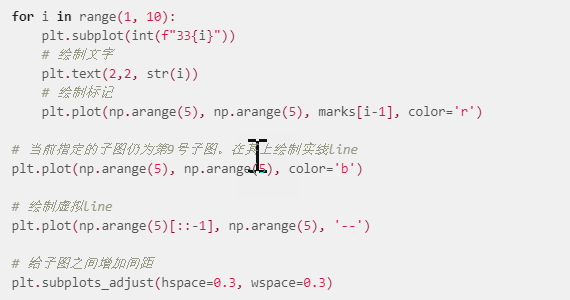 for i in range(1, 10):
    plt.subplot(int(f"33{i}"))
    # 绘制文字
    plt.text(2,2, str(i))
    # 绘制标记
    plt.plot(np.arange(5), np.arange(5), marks[i-1], color='r')
# 当前指定的子图仍为第9号子图。在其上绘制实线line
plt.plot(np.arange(5), np.arange(5), color='b')
# 绘制虚拟line
plt.plot(np.arange(5)[::-1], np.arange(5), '--')
# 给子图之间增加间距
plt.subplots_adjust(hspace=0.3, wspace=0.3)